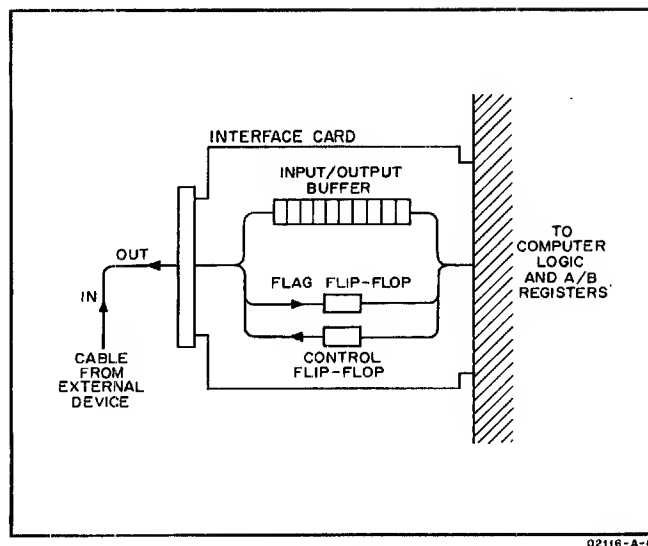 INTERFACE CARD
INPUT/OUTPUT
BUFFER
OUT
IN
FLAG FLIP-FLOP
CONTROL
FLIP-FLOP
CABLE
FROM
EXTERNAL
DEVICE
TO
COMPUTER
LOGIC
AND A/B
REGISTERS